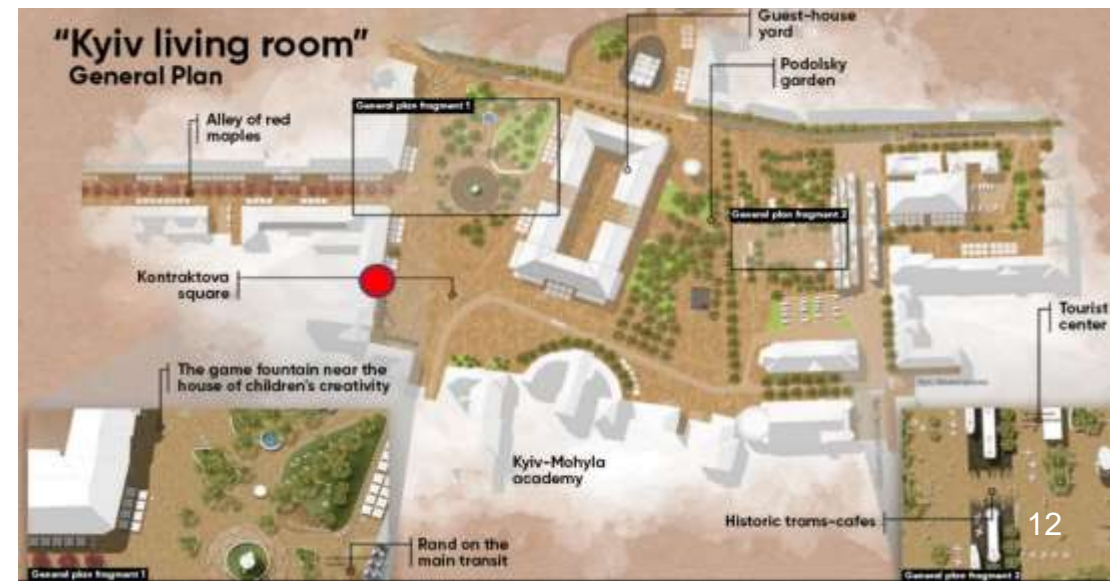 “Kyiv living room”
General Plan
Guest-house
yard
Podolsky
garden
General plan fragment 1
Alley of red
maples
General plan fragment 2
Kontraktova
square
Tourist
center
The game fountain near the
house of children's creativity
Kyiv-Mohyla
academy
Historic trams-cafes
12
Rand on the
main transit
General plan fragment 1
General plan fragment 2